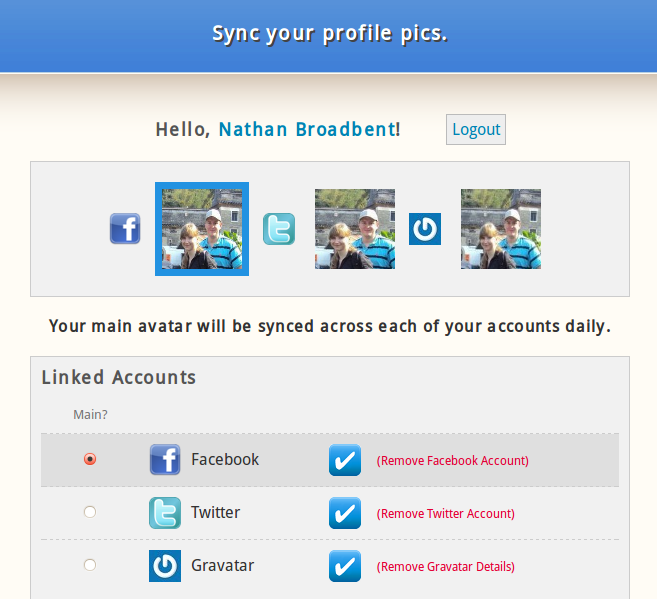 Sync your profile pics.
Hello, Nathan Broadbent!
Logout
Your main avatar will be synced across each of your accounts daily.
Linked Accounts
Main?
Facebook (Remove Facebook Account)
Twitter (Remove Twitter Account)
Gravatar (Remove Gravatar Details)